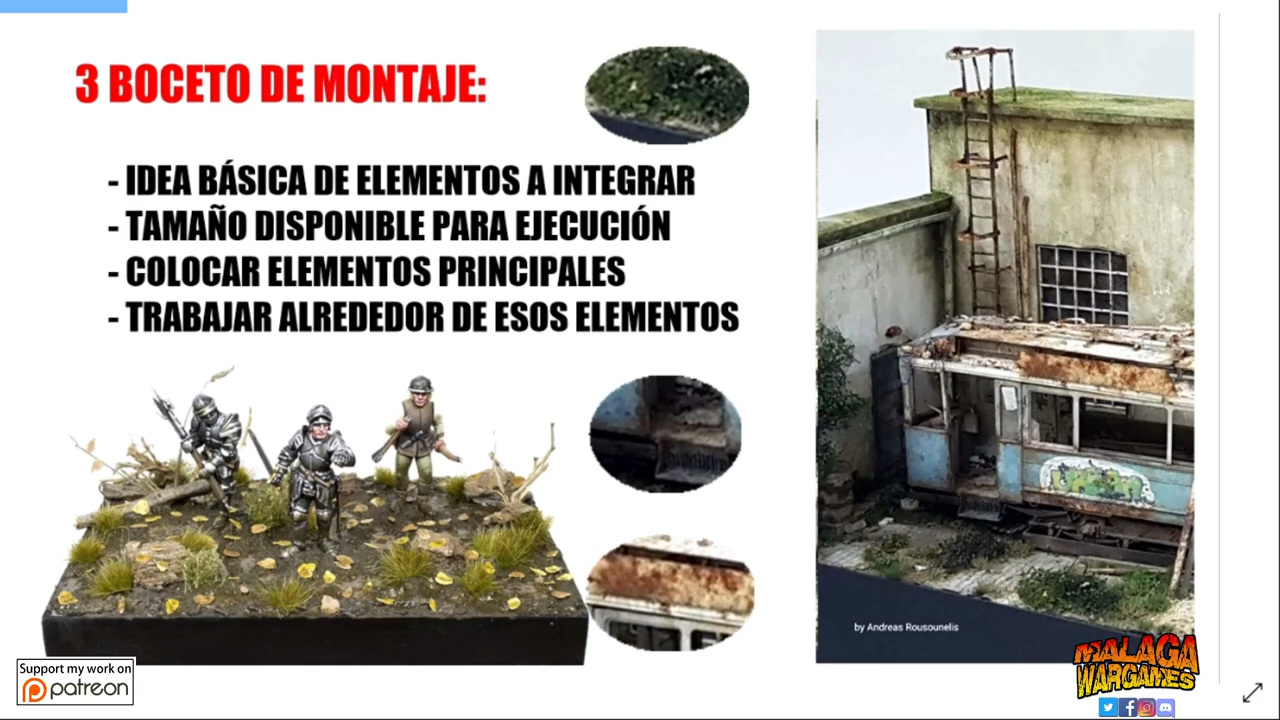 3 BOCETO DE MONTAJE:
- IDEA BÁSICA DE ELEMENTOS A INTEGRAR
- TAMAÑO DISPONIBLE PARA EJECUCIÓN
- COLOCAR ELEMENTOS PRINCIPALES
- TRABAJAR ALREDEDOR DE ESOS ELEMENTOS
by Andreas Rousounelis
Support my work on
patreon
MALAGA
WARGAMES